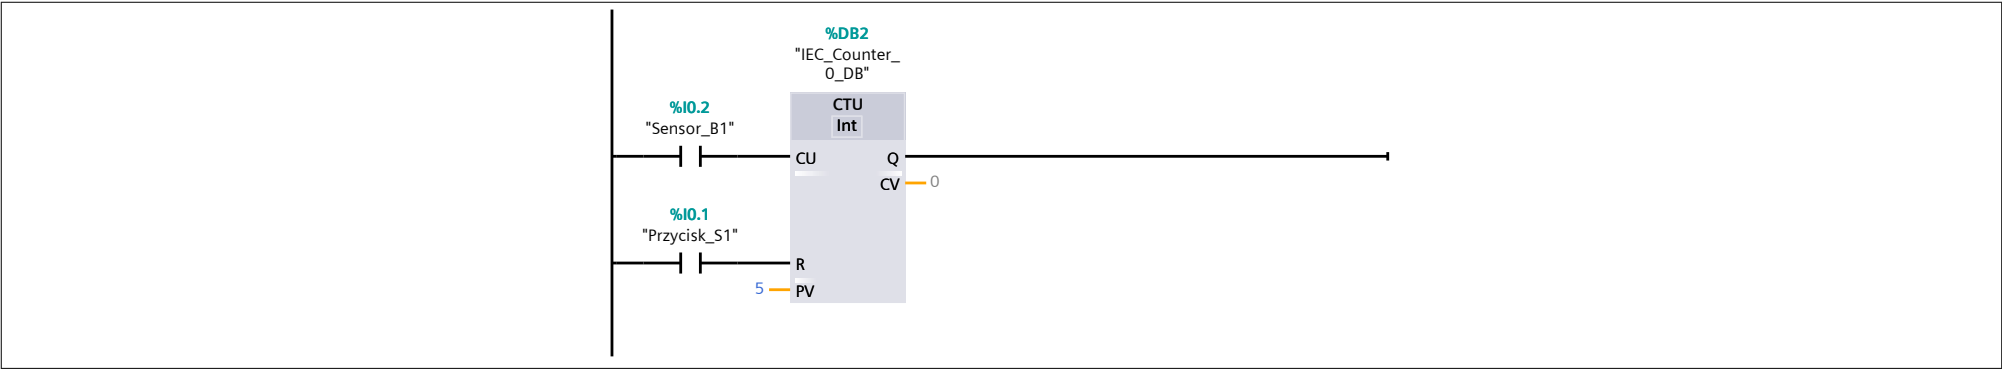 %DB2
"IEC_Counter_
0_DB"
CTU
Int
%I0.2
"Sensor_B1"
CU
Q
CV
0
%I0.1
"Przycisk_S1"
R
5
PV